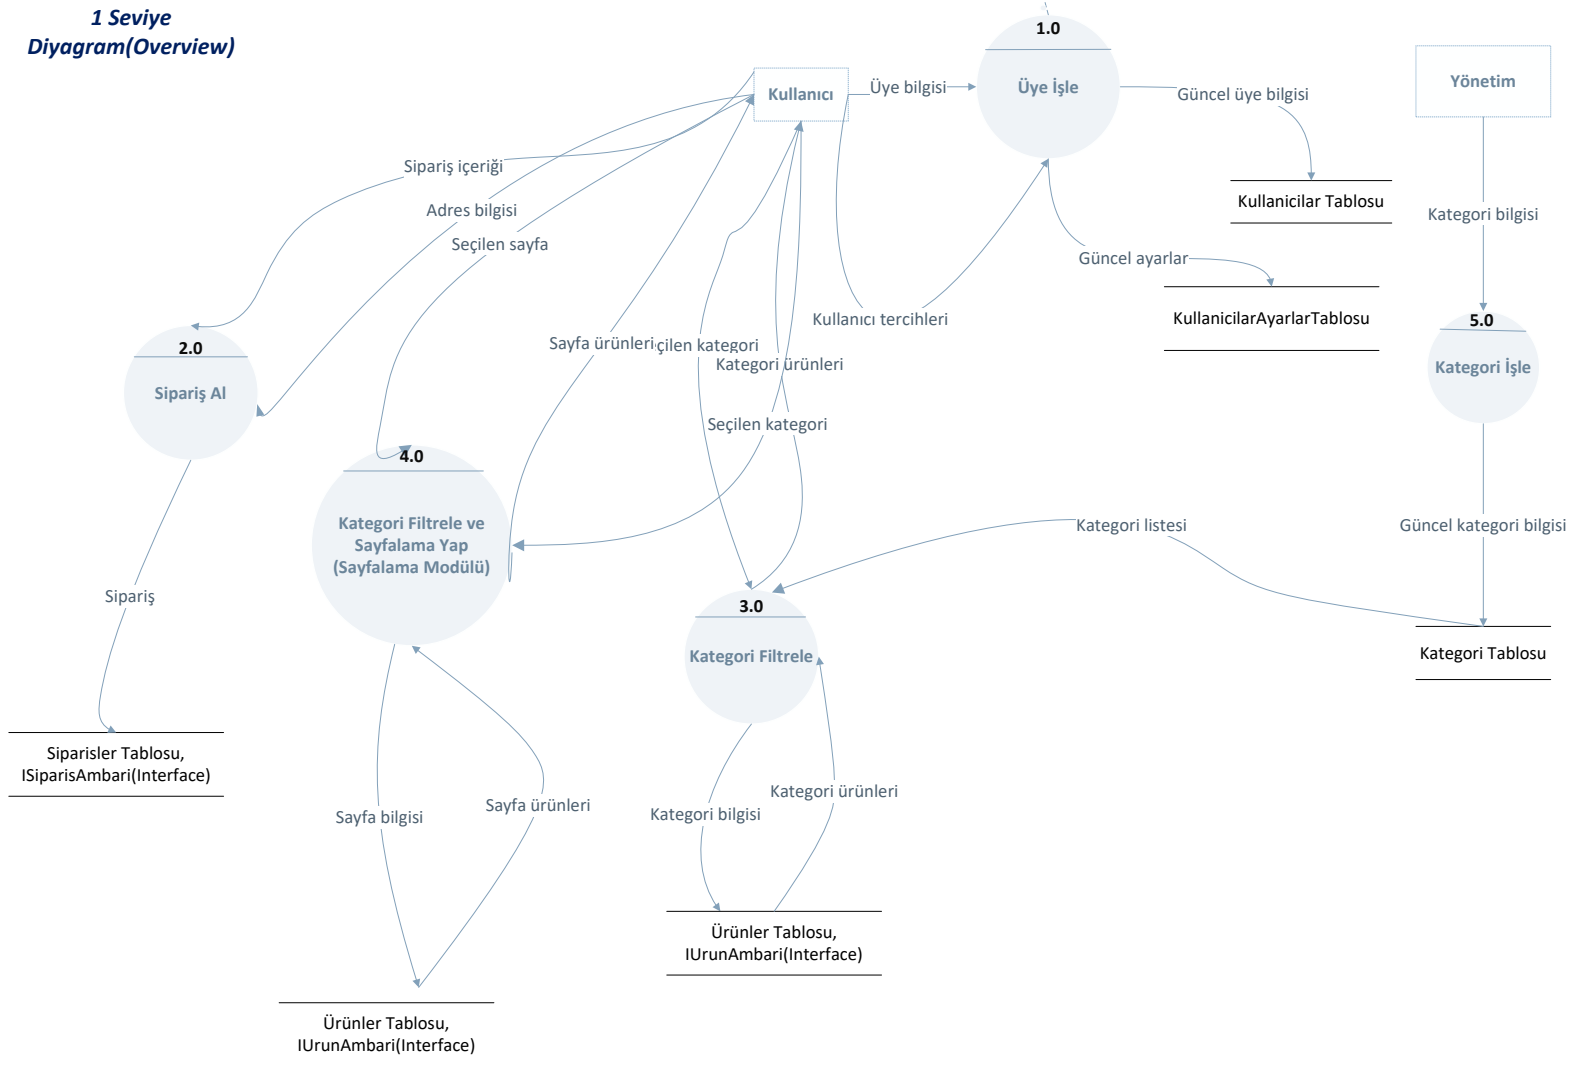 1 Seviye
Diyagram(Overview)
1.0
Üye İşle
Kullanıcı
Üye bilgisi
Güncel üye bilgisi
Yönetim
Sipariş içeriği
Adres bilgisi
Seçilen sayfa
Kullanicilar Tablosu
Kategori bilgisi
Güncel ayarlar
KullanicilarAyarlarTablosu
Kullanıcı tercihleri
5.0
Kategori İşle
2.0
Sipariş Al
Sayfa ürünleri
çilen kategori
Kategori ürünleri
Seçilen kategori
4.0
Kategori Filtrele ve
Sayfalama Yap
(Sayfalama Modülü)
Kategori listesi
Güncel kategori bilgisi
Sipariş
3.0
Kategori Filtrele
Kategori Tablosu
Siparisler Tablosu,
ISiparisAmbari(Interface)
Sayfa bilgisi
Sayfa ürünleri
Kategori bilgisi
Kategori ürünleri
Ürünler Tablosu,
IUrunAmbari(Interface)
Ürünler Tablosu,
IUrunAmbari(Interface)